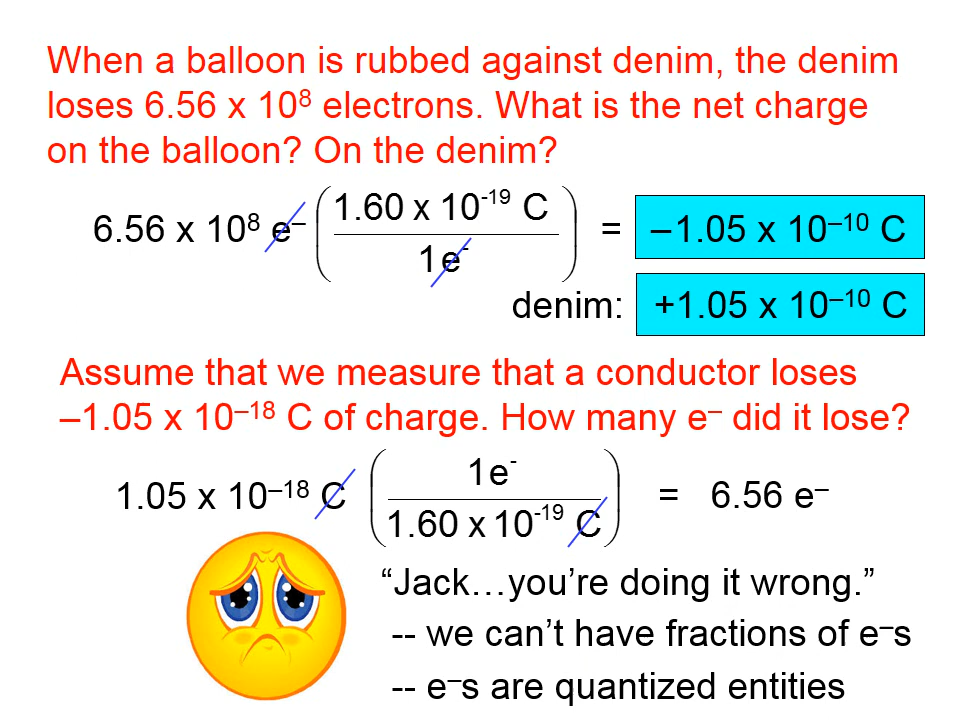 When a balloon is rubbed against denim, the denim
loses 6.56 x 10⁸ electrons. What is the net charge
on the balloon? On the denim?
6.56 x 10⁸ e⁻ (1.60 x 10⁻¹⁹ C / 1e⁻) = –1.05 x 10⁻¹⁰ C
denim: +1.05 x 10⁻¹⁰ C
Assume that we measure that a conductor loses
–1.05 x 10⁻¹⁸ C of charge. How many e⁻ did it lose?
1.05 x 10⁻¹⁸ C (1e⁻ / 1.60 x 10⁻¹⁹ C) = 6.56 e⁻
“Jack…you’re doing it wrong.”
-- we can’t have fractions of e⁻s
-- e⁻s are quantized entities